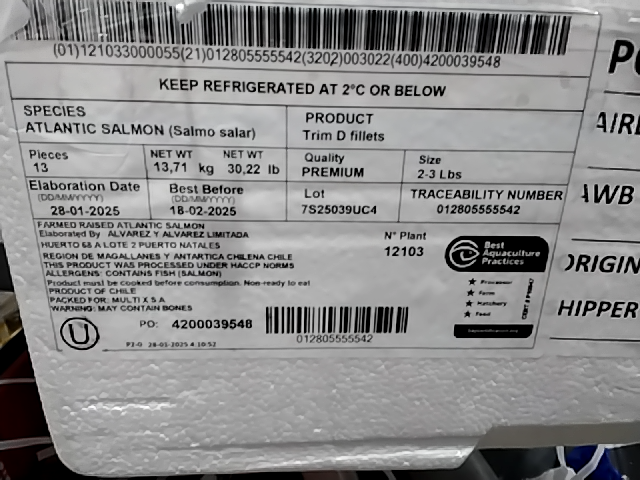 (01)121033000055(21)012805555542(3202)003022(400)4200039548
KEEP REFRIGERATED AT 2°C OR BELOW
SPECIES
ATLANTIC SALMON (Salmo salar)
PRODUCT
Trim D fillets
Pieces
13
NET WT
13,71 kg
NET WT
30,22 lb
Quality
PREMIUM
Size
2-3 Lbs
Elaboration Date
(DD/MM/YYYY)
28-01-2025
Best Before
(DD/MM/YYYY)
18-02-2025
Lot
7S25039UC4
TRACEABILITY NUMBER
012805555542
FARMED RAISED ATLANTIC SALMON
Elaborated By ALVAREZ Y ALVAREZ LIMITADA
HUERTO 68 A LOTE 2 PUERTO NATALES
REGION DE MAGALLANES Y ANTARTICA CHILENA CHILE
THIS PRODUCT WAS PROCESSED UNDER HACCP NORMS
ALLERGENS: CONTAINS FISH (SALMON)
Product must be cooked before consumption. Non-ready to eat
PRODUCT OF CHILE
PACKED FOR: MULTI X S.A
WARNING: MAY CONTAIN BONES
N° Plant
12103
Best
Aquaculture
Practices
Processor
Farm
Hatchery
Feed
U
PO: 4200039548
012805555542
28-01-2025 4:10:52
PO
AIRL
AWB
ORIGIN
HIPPER